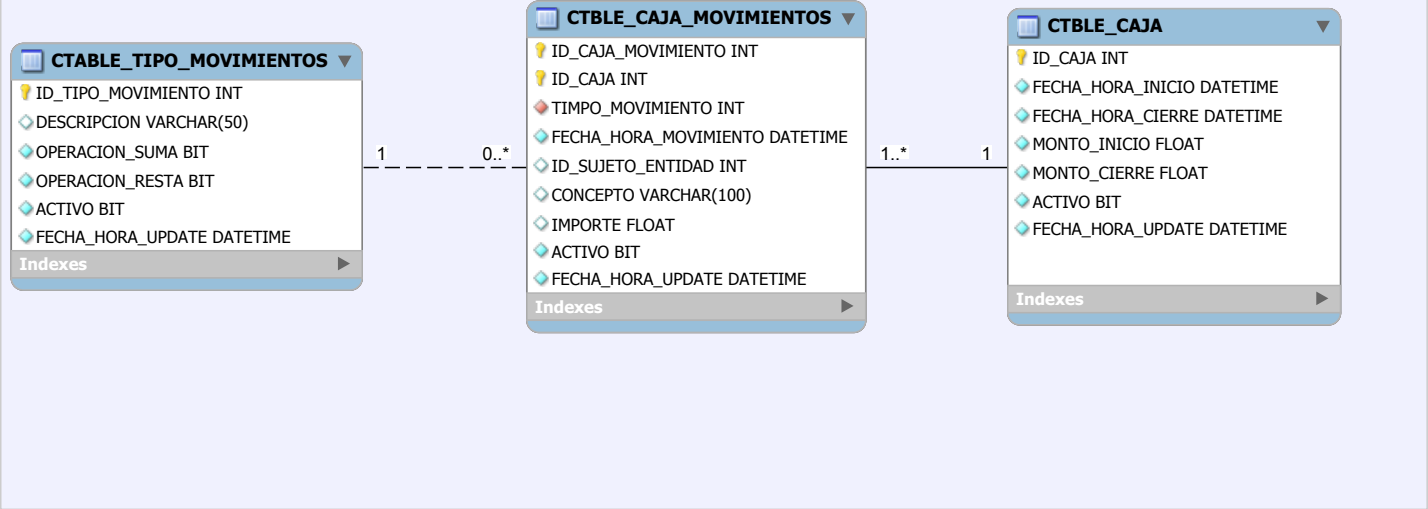 CTABLE_TIPO_MOVIMIENTOS
ID_TIPO_MOVIMIENTO INT
DESCRIPCION VARCHAR(50)
OPERACION_SUMA BIT
OPERACION_RESTA BIT
ACTIVO BIT
FECHA_HORA_UPDATE DATETIME
Indexes
1
0..*
CTBLE_CAJA_MOVIMIENTOS
ID_CAJA_MOVIMIENTO INT
ID_CAJA INT
TIMPO_MOVIMIENTO INT
FECHA_HORA_MOVIMIENTO DATETIME
ID_SUJETO_ENTIDAD INT
CONCEPTO VARCHAR(100)
IMPORTE FLOAT
ACTIVO BIT
FECHA_HORA_UPDATE DATETIME
Indexes
1..*
1
CTBLE_CAJA
ID_CAJA INT
FECHA_HORA_INICIO DATETIME
FECHA_HORA_CIERRE DATETIME
MONTO_INICIO FLOAT
MONTO_CIERRE FLOAT
ACTIVO BIT
FECHA_HORA_UPDATE DATETIME
Indexes